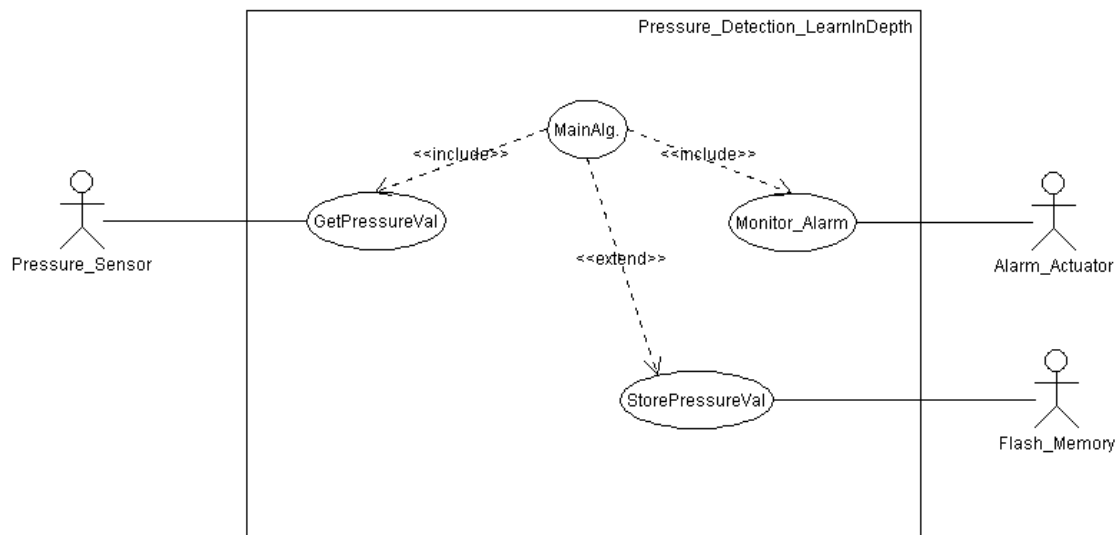 Pressure_Detection_LearnInDepth
MainAlg.
<<include>>
<<include>>
GetPressureVal
Monitor_Alarm
Pressure_Sensor
Alarm_Actuator
<<extend>>
StorePressureVal
Flash_Memory